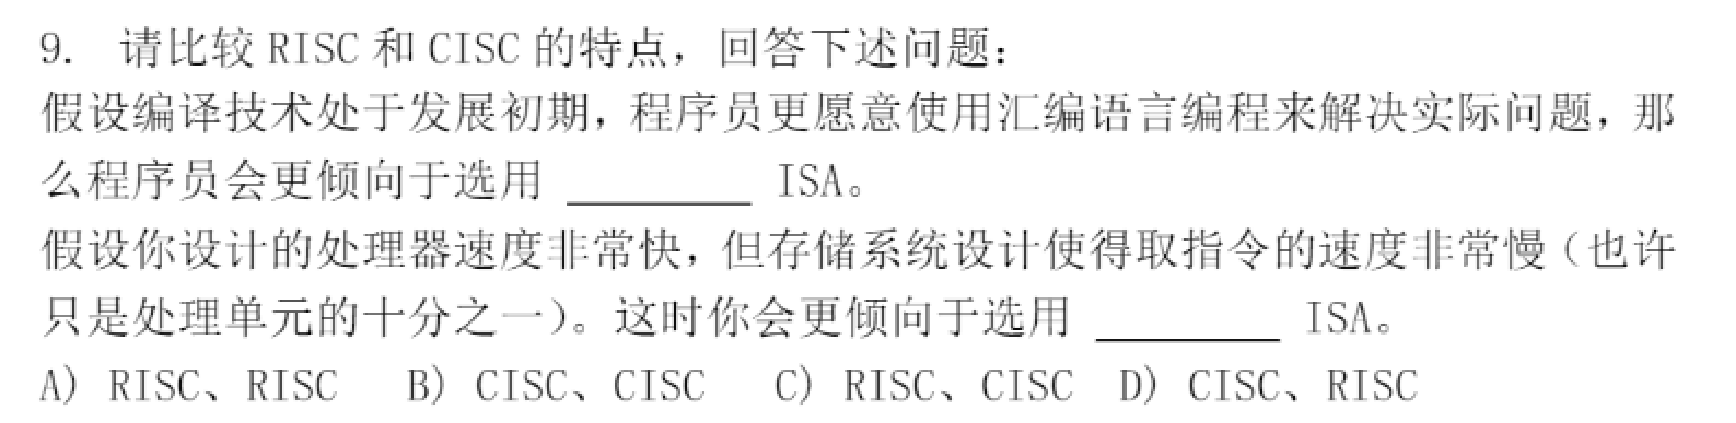 9. 请比较 RISC 和 CISC 的特点，回答下述问题：
假设编译技术处于发展初期，程序员更愿意使用汇编语言编程来解决实际问题，那
么程序员会更倾向于选用 ________ ISA。
假设你设计的处理器速度非常快，但存储系统设计使得取指令的速度非常慢（也许
只是处理单元的十分之一）。这时你会更倾向于选用 ________ ISA。
A) RISC、RISC B) CISC、CISC C) RISC、CISC D) CISC、RISC